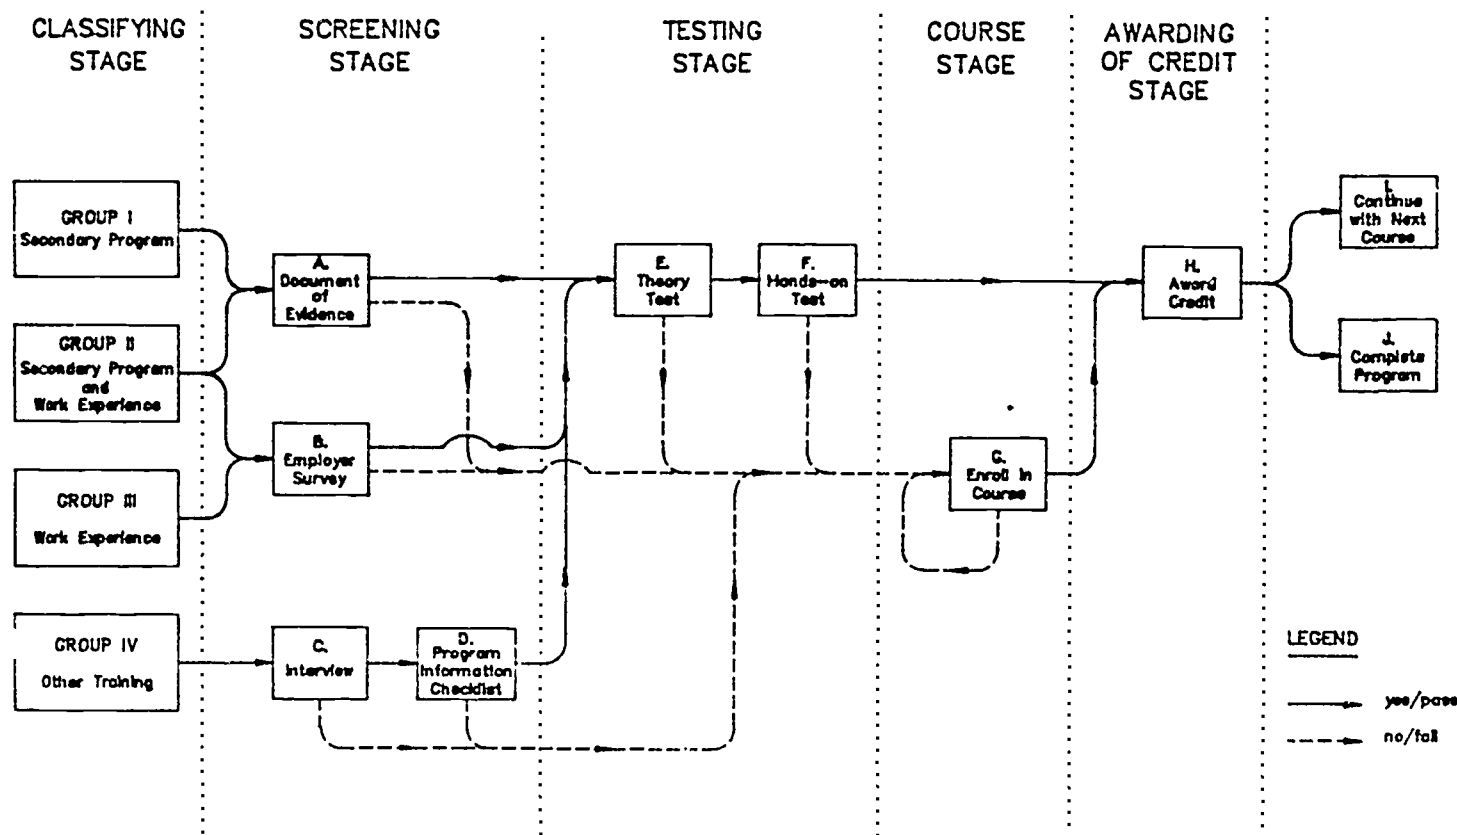 CLASSIFYING
STAGE
SCREENING
STAGE
TESTING
STAGE
COURSE
STAGE
AWARDING
OF CREDIT
STAGE
GROUP I
Secondary Program
GROUP II
Secondary Program
and
Work Experience
GROUP III
Work Experience
GROUP IV
Other Training
A.
Document
of
Evidence
B.
Employer
Survey
C.
Interview
D.
Program
Information
Checklist
E.
Theory
Test
F.
Hands-on
Test
G.
Enroll in
Course
H.
Award
Credit
I.
Continue
with Next
Course
J.
Complete
Program
LEGEND
yes/pass
no/fail